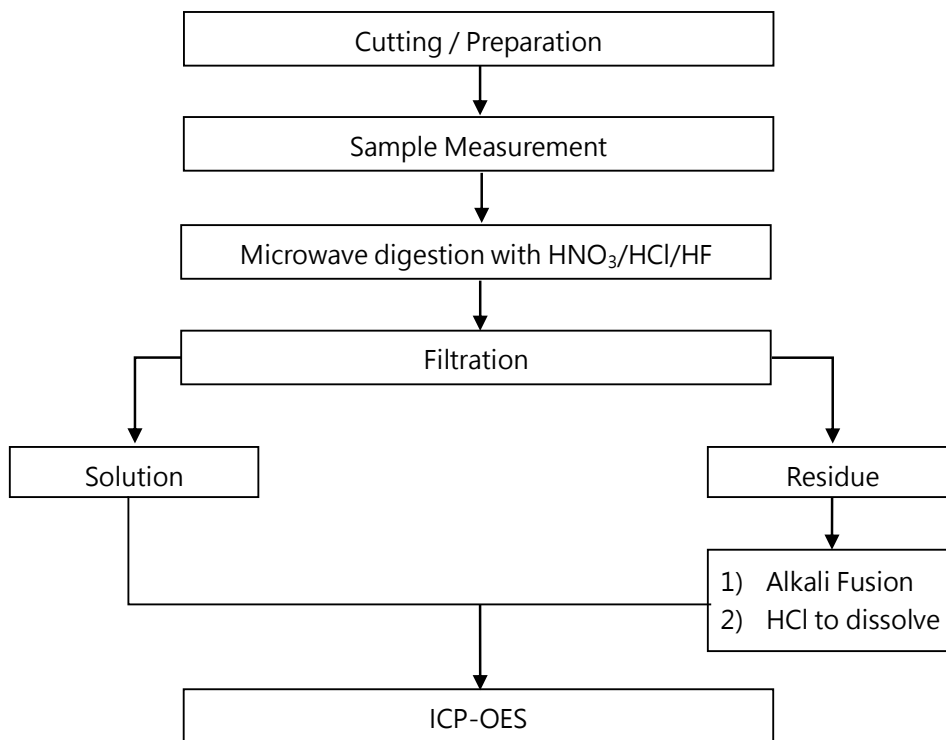 Cutting / Preparation
Sample Measurement
Microwave digestion with HNO₃/HCl/HF
Filtration
Solution
Residue
1) Alkali Fusion
2) HCl to dissolve
ICP-OES